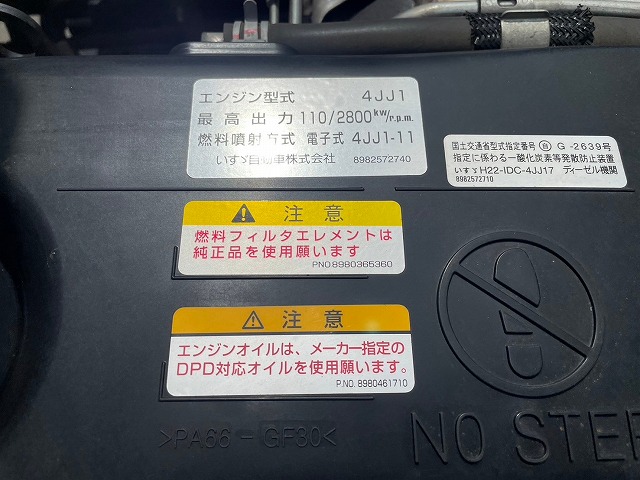 エンジン型式 4JJ1
最高出力 110/2800kW/r.p.m.
燃料噴射方式 電子式 4JJ1-11
いすゞ自動車株式会社 8982572740
国土交通省型式指定番号 自 G-2639号
指定に係わる一酸化炭素等発散防止装置
いすゞH22-IDC-4JJ17 ディーゼル機関
8982572710
注意
燃料フィルタエレメントは
純正品を使用願います
PNO.8980365360
注意
エンジンオイルは、メーカー指定の
DPD対応オイルを使用願います。
P.NO. 8980461710
>PA66-GF30<
NO STEP